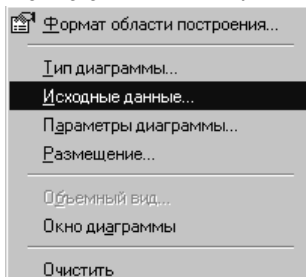 Формат области построения...
Тип диаграммы...
Исходные данные...
Параметры диаграммы...
Размещение...
Объемный вид...
Окно диаграммы
Очистить